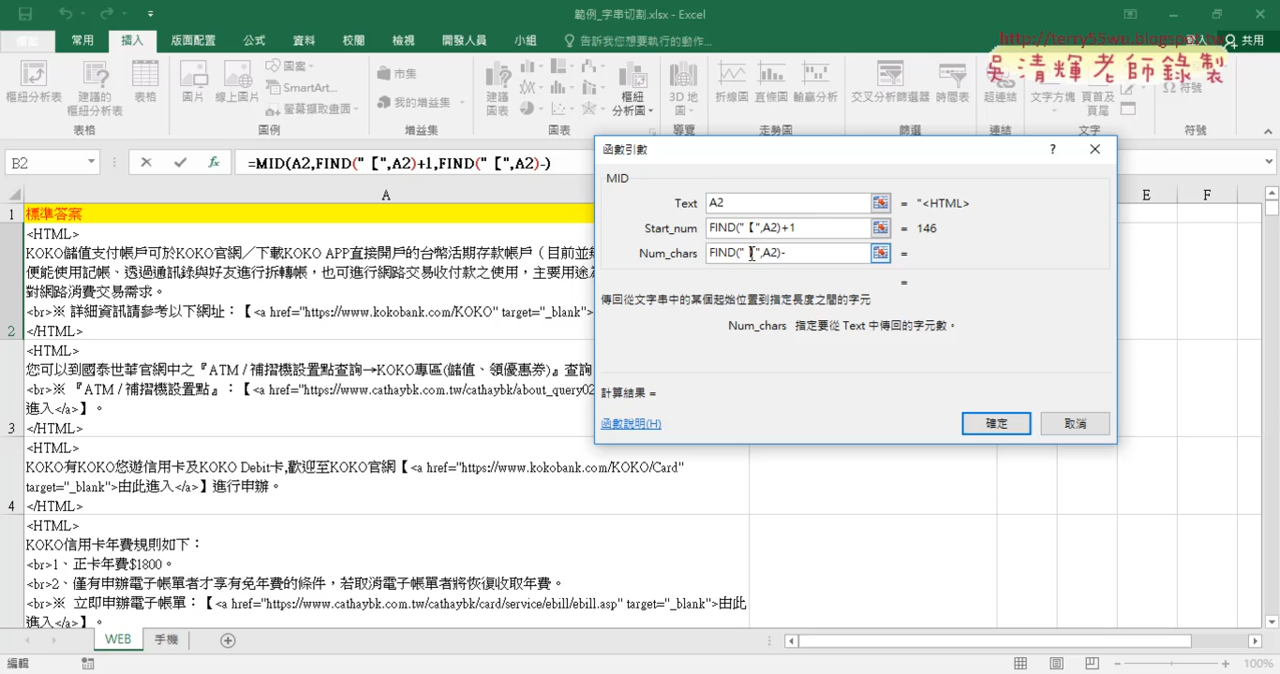 範例_字串切割.xlsx - Excel
http://terry55wu.blogspot.tw
吳清輝老師錄製
常用 插入 版面配置 公式 資料 校閱 檢視 開發人員 小組 告訴我您想要執行的動作... 共用
樞紐分析表 建議的樞紐分析表 表格 圖片 線上圖片 圖案 SmartArt... 螢幕擷取畫面 市集 我的增益集 建議圖表 樞紐分析圖 3D 地圖 折線圖 直條圖 輸贏分析 交叉分析篩選器 時間表 超連結 文字方塊 頁首及頁尾 符號
表格 圖例 增益集 圖表 導覽 走勢圖 篩選 連結 文字 符號
B2 =MID(A2,FIND("【",A2)+1,FIND("【",A2)-)
A E F
1 標準答案
<HTML>
KOKO儲值支付帳戶可於KOKO官網／下載KOKO APP直接開戶的台幣活期存款帳戶（目前並
便能使用記帳、透過通訊錄與好友進行拆轉帳，也可進行網路交易收付款之使用，主要用途
對網路消費交易需求。
<br>※ 詳細資訊請參考以下網址：【<a href="https://www.kokobank.com/KOKO" target="_blank">
2 </HTML>
<HTML>
您可以到國泰世華官網中之『ATM / 補摺機設置點查詢→KOKO專區(儲值、領優惠券)』查詢
<br>※ 『ATM / 補摺機設置點』：【<a href="https://www.cathaybk.com.tw/cathaybk/about_query02
進入</a>】。
3 </HTML>
<HTML>
KOKO有KOKO您遊信用卡及KOKO Debit卡,歡迎至KOKO官網【<a href="https://www.kokobank.com/KOKO/Card"
target="_blank">由此進入</a>】進行申辦。
4 </HTML>
<HTML>
KOKO信用卡年費規則如下：
<br>1、正卡年費$1800。
<br>2、僅有申辦電子帳單者才享有免年費的條件，若取消電子帳單者將恢復收取年費。
<br>※ 立即申辦電子帳單：【<a href="https://www.cathaybk.com.tw/cathaybk/card/service/ebill/ebill.asp" target="_blank">由此
進入</a>】。
函數引數 ?
MID
Text A2 = "<HTML>
Start_num FIND("【",A2)+1 = 146
Num_chars FIND("】",A2)- =
=
傳回從文字串中的某個起始位置到指定長度之間的字元
Num_chars 指定要從 Text 中傳回的字元數。
計算結果 =
函數說明(H) 確定 取消
WEB 手機
編輯 100%